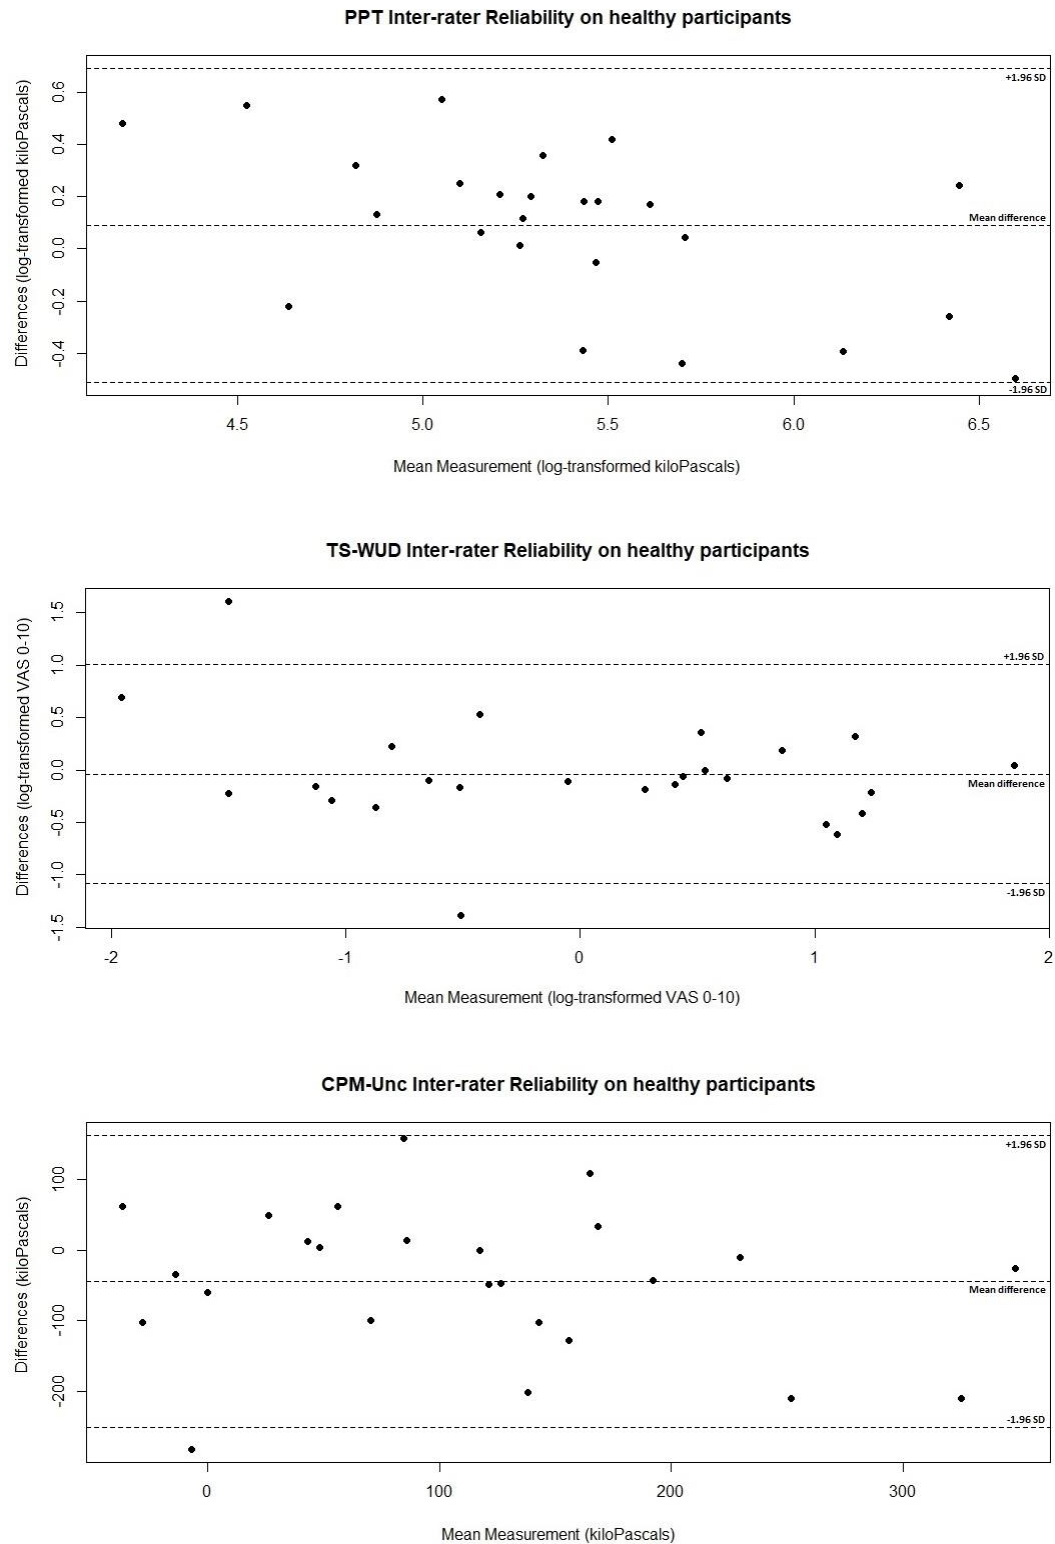 PPT Inter-rater Reliability on healthy participants
Differences (log-transformed kiloPascals)
0.6
0.4
0.2
0.0
-0.2
-0.4
+1.96 SD
Mean difference
-1.96 SD
4.5 5.0 5.5 6.0 6.5
Mean Measurement (log-transformed kiloPascals)
TS-WUD Inter-rater Reliability on healthy participants
Differences (log-transformed VAS 0-10)
1.5
1.0
0.5
0.0
-0.5
-1.0
-1.5
+1.96 SD
Mean difference
-1.96 SD
-2 -1 0 1 2
Mean Measurement (log-transformed VAS 0-10)
CPM-Unc Inter-rater Reliability on healthy participants
Differences (kiloPascals)
100
0
-100
-200
+1.96 SD
Mean difference
-1.96 SD
0 100 200 300
Mean Measurement (kiloPascals)